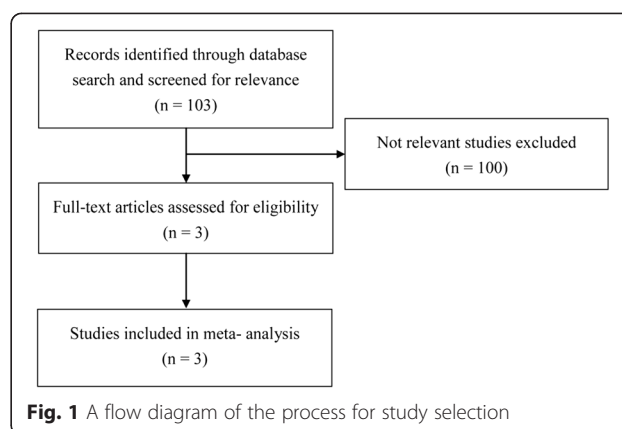 Records identified through database
search and screened for relevance
(n = 103)
Not relevant studies excluded
(n = 100)
Full-text articles assessed for eligibility
(n = 3)
Studies included in meta- analysis
(n = 3)
Fig. 1 A flow diagram of the process for study selection